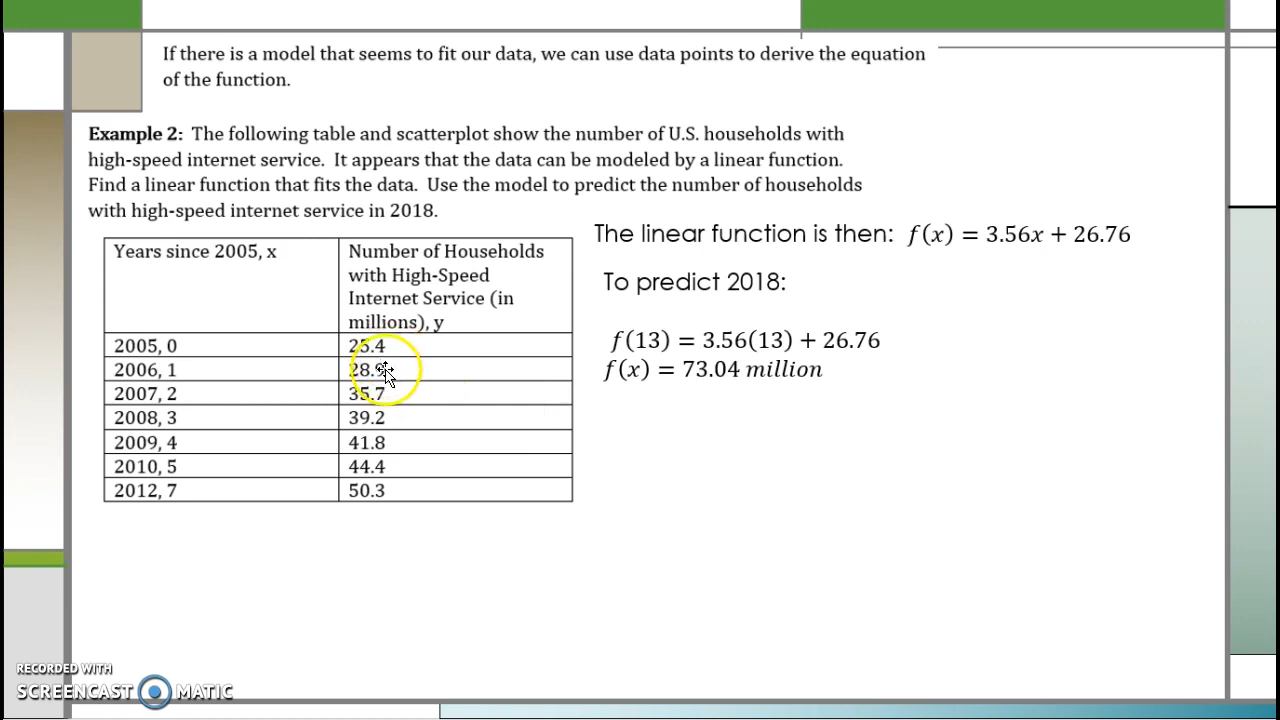 If there is a model that seems to fit our data, we can use data points to derive the equation
of the function.
Example 2: The following table and scatterplot show the number of U.S. households with
high-speed internet service. It appears that the data can be modeled by a linear function.
Find a linear function that fits the data. Use the model to predict the number of households
with high-speed internet service in 2018.
The linear function is then: f(x) = 3.56x + 26.76
To predict 2018:
f(13) = 3.56(13) + 26.76
f(x) = 73.04 million
Years since 2005, x
Number of Households
with High-Speed
Internet Service (in
millions), y
2005, 0 25.4
2006, 1
2007, 2 35.7
2008, 3 39.2
2009, 4 41.8
2010, 5 44.4
2012, 7 50.3
RECORDED WITH
SCREENCAST MATIC